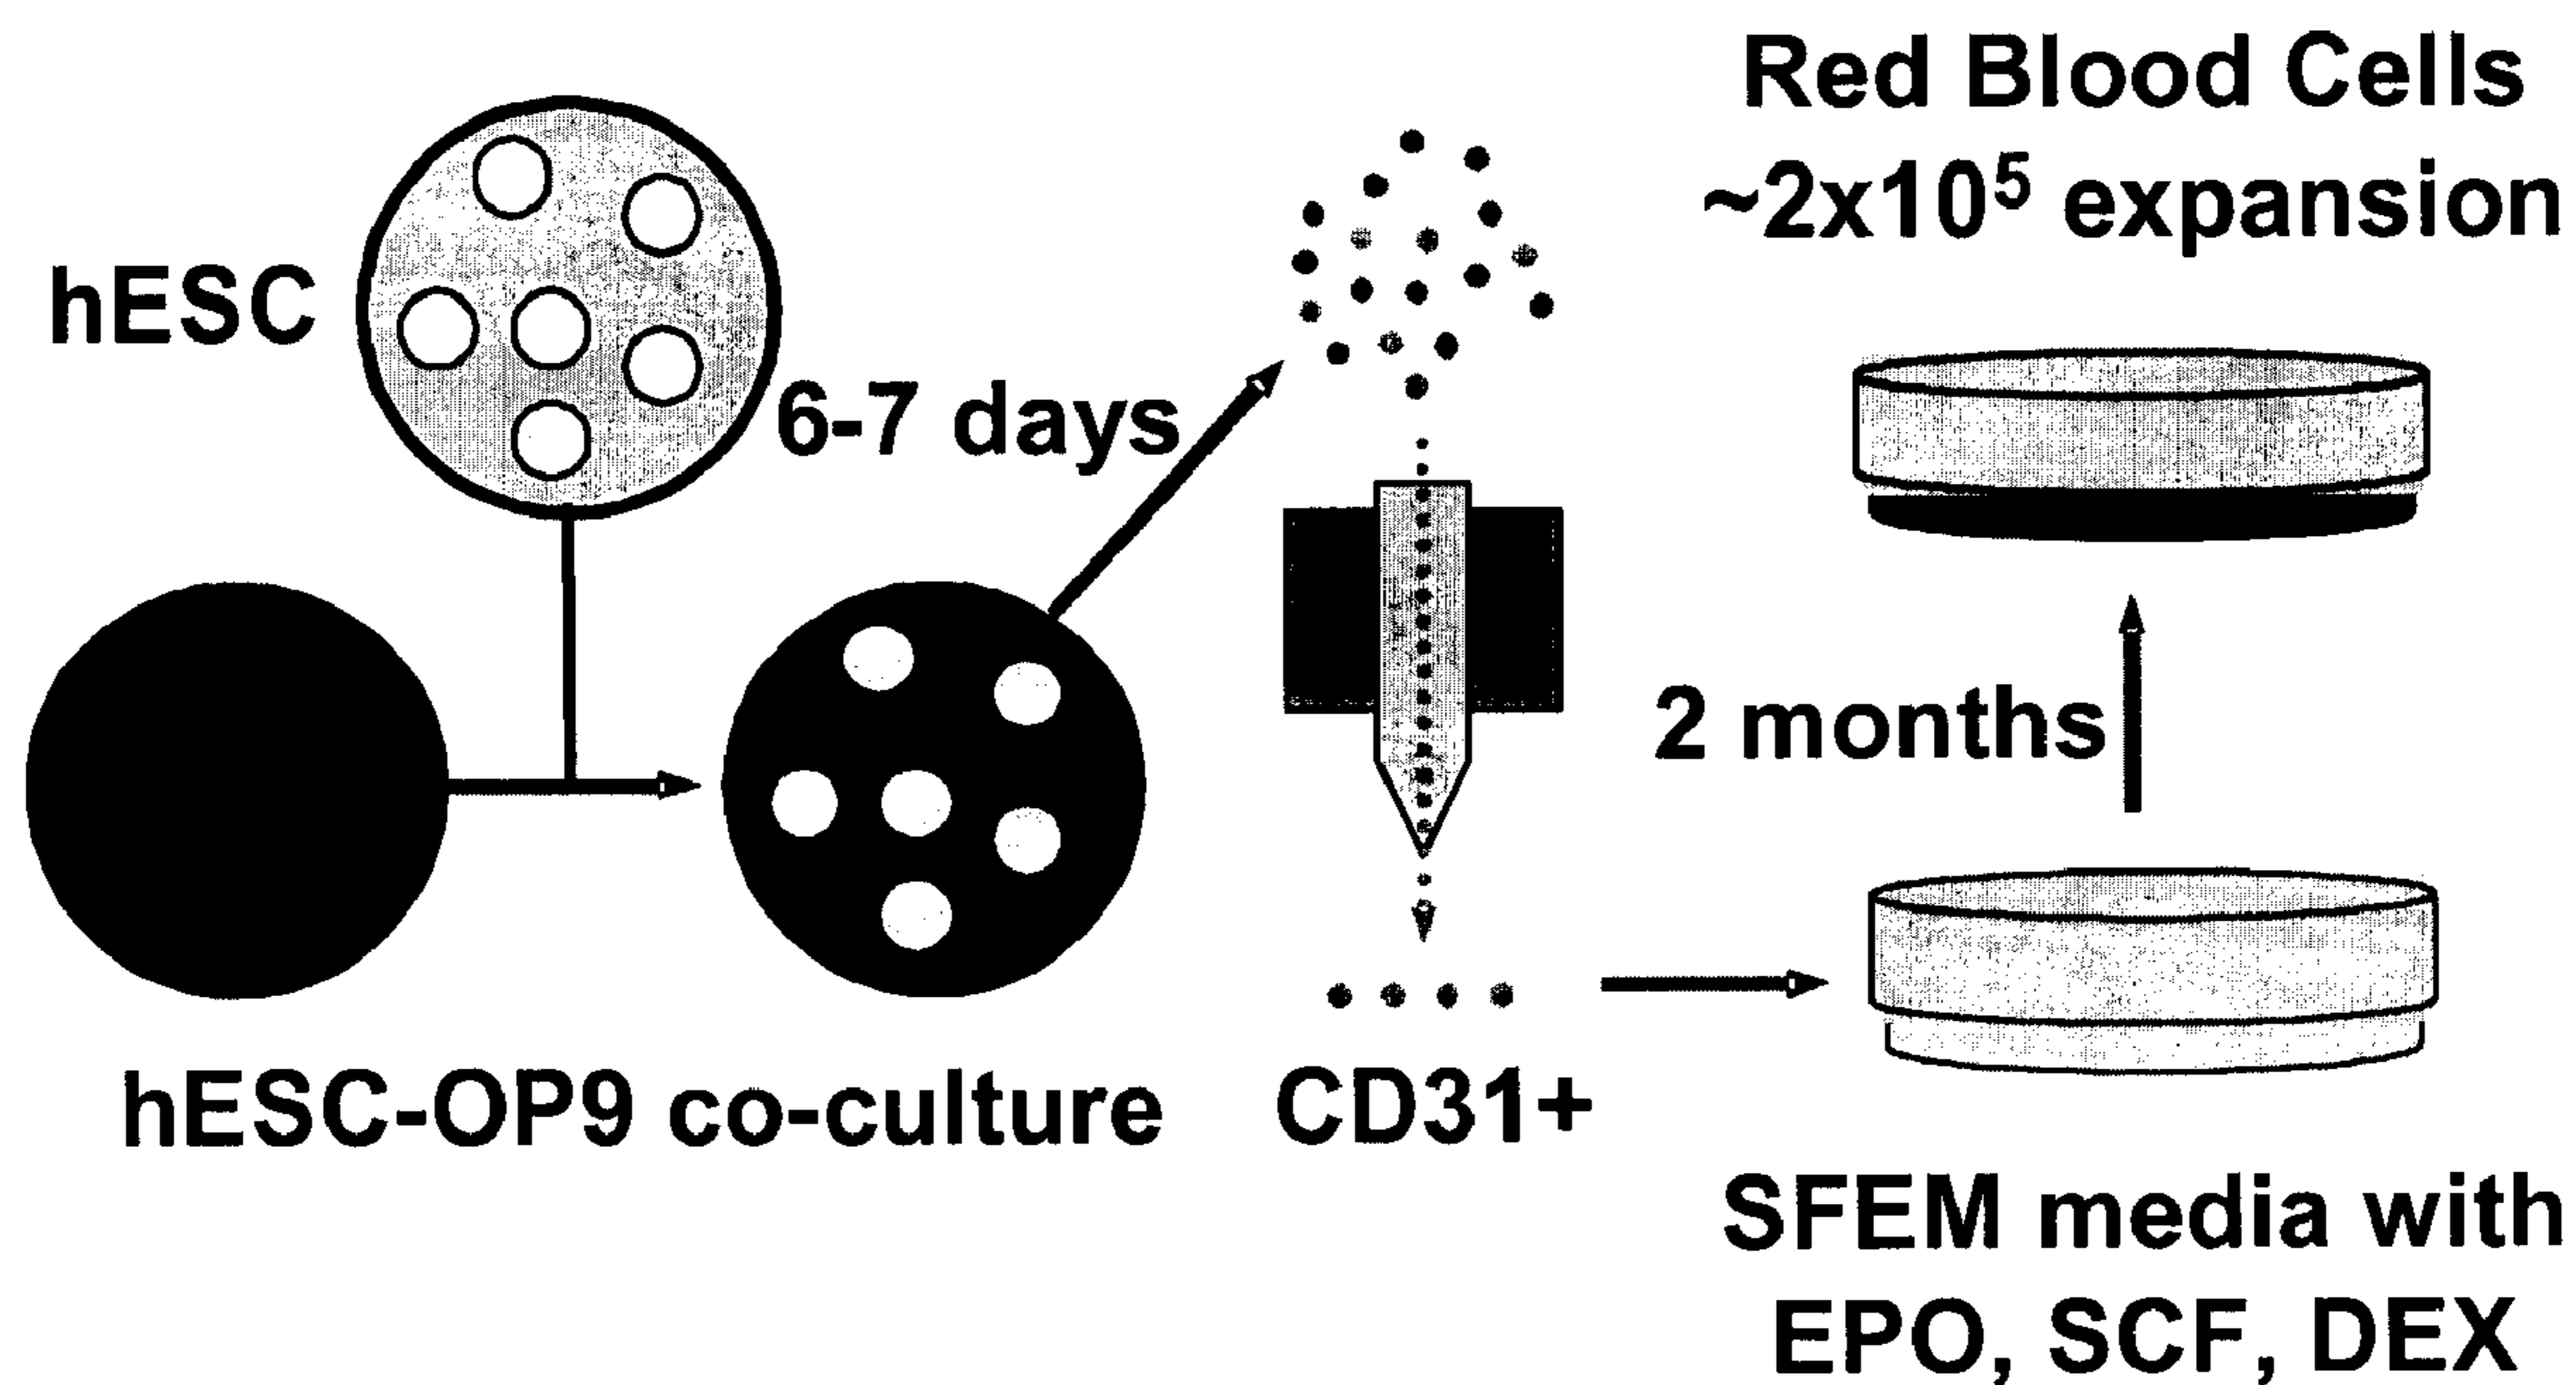 hESC
6-7 days
hESC-OP9 co-culture
CD31+
SFEM media with
EPO, SCF, DEX
2 months
Red Blood Cells
~2x10⁵ expansion